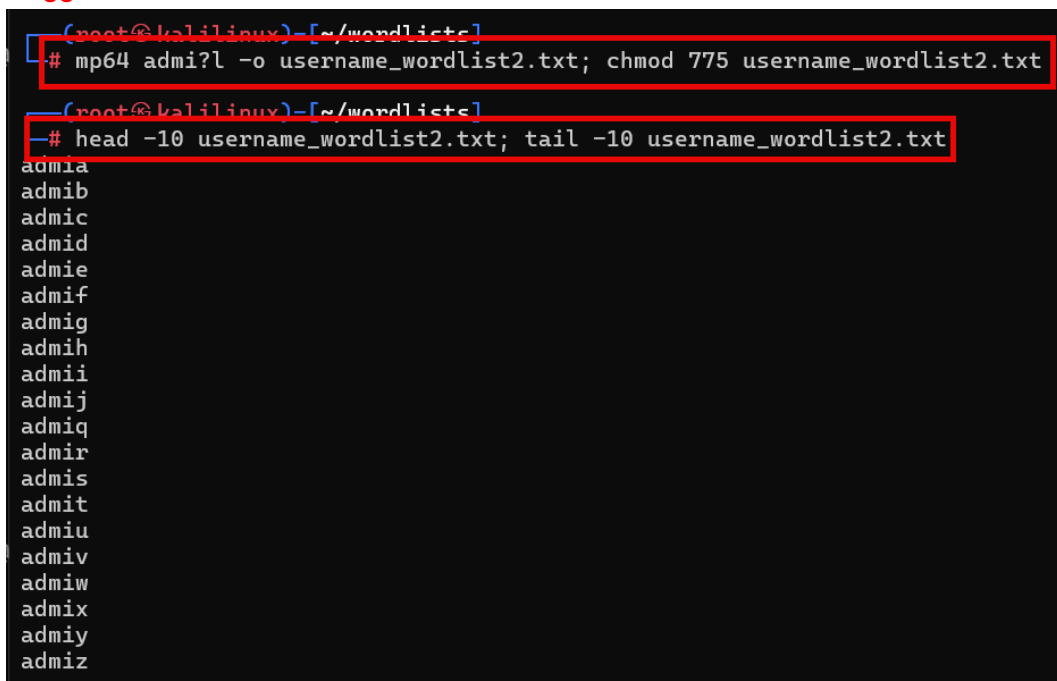 (root㉿kalilinux)-[~/wordlists]
# mp64 admi?l -o username_wordlist2.txt; chmod 775 username_wordlist2.txt
(root㉿kalilinux)-[~/wordlists]
# head -10 username_wordlist2.txt; tail -10 username_wordlist2.txt
admia
admib
admic
admid
admie
admif
admig
admih
admii
admij
admiq
admir
admis
admit
admiu
admiv
admiw
admix
admiy
admiz